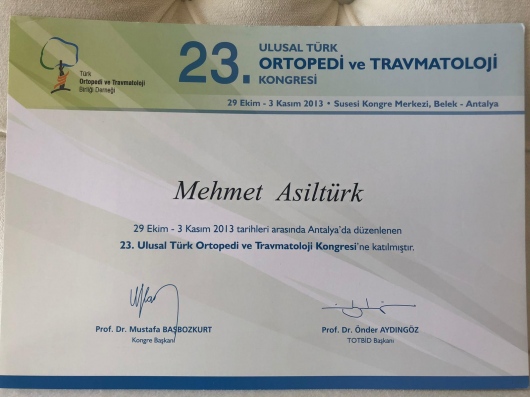 Türk
Ortopedi ve Travmatoloji
Birliği Derneği
23. ULUSAL TÜRK
ORTOPEDİ ve TRAVMATOLOJİ
KONGRESİ
29 Ekim - 3 Kasım 2013 • Susesi Kongre Merkezi, Belek - Antalya
Mehmet Asiltürk
29 Ekim - 3 Kasım 2013 tarihleri arasında Antalya'da düzenlenen
23. Ulusal Türk Ortopedi ve Travmatoloji Kongresi'ne katılmıştır.
Prof. Dr. Mustafa BAŞBOZKURT
Kongre Başkanı
Prof. Dr. Önder AYDINGÖZ
TOTBİD Başkanı